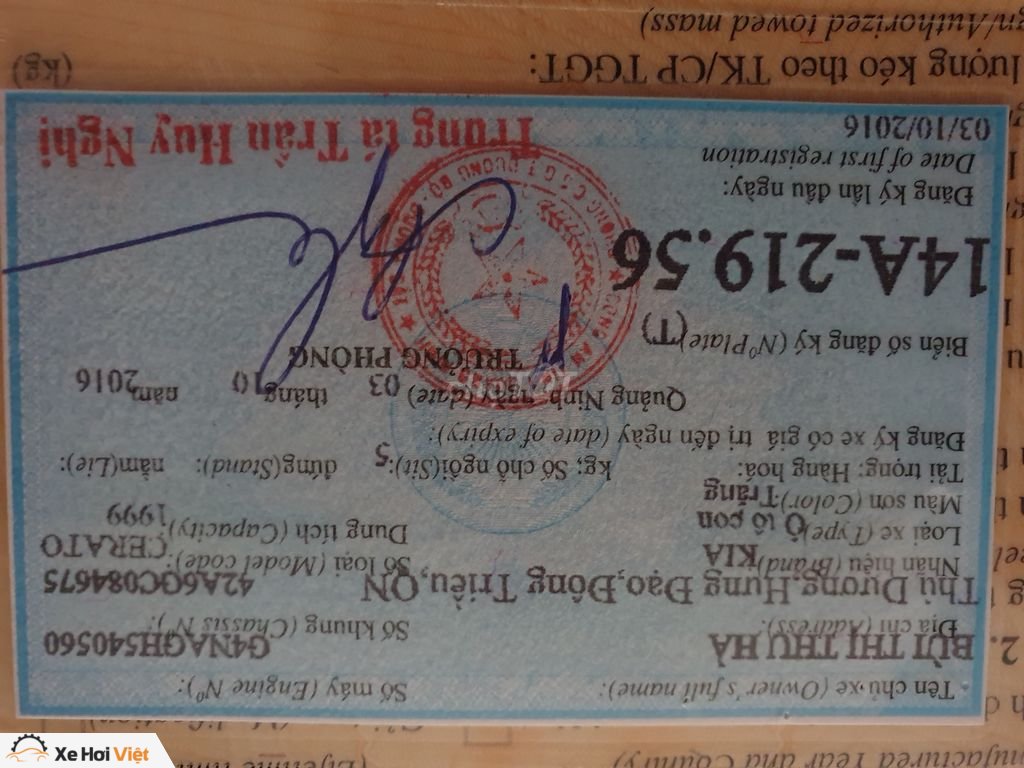 Tên chủ xe (Owner's full name):
BÙI THỊ THU HÀ
Số máy (Engine Nº):
G4NAGH540560
Địa chỉ (Address):
Thủ Dương, Hưng Đạo, Đông Triều, QN
Số khung (Chassis Nº):
42A6GC084675
Nhãn hiệu (Brand): KIA
Số loại (Model code): CERATO
Loại xe (Type): Ô tô con
Dung tích (Capacity): 1999
Màu sơn (Color): Trắng
Tải trọng: Hàng hoá: kg; Số chỗ ngồi(Sit): 5 đứng(Stand): nằm(Lie):
Đăng ký xe có giá trị đến ngày (date of expiry):
Quảng Ninh, ngày (date) 03 tháng 10 năm 2016
Biển số đăng ký (Nº Plate) (T)
TRƯỞNG PHÒNG
14A-219.56
Đăng ký lần đầu ngày:
Date of first registration
03/10/2016
Trung tá Trần Huy Nghị
lượng kéo theo TK/CP TGGT: (kg)
gn/Authorized towed mass)
Xe Hơi Việt